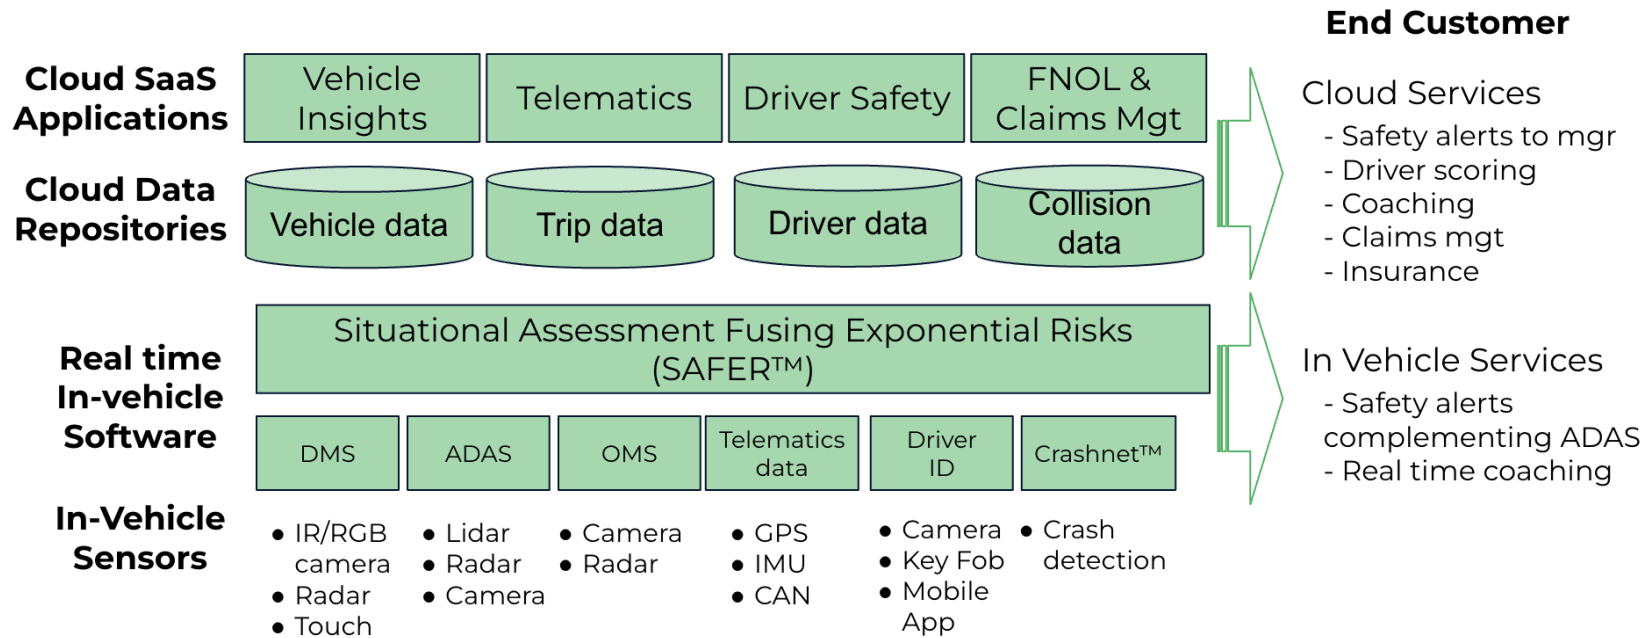 End Customer
Cloud SaaS
Applications
Vehicle
Insights
Telematics
Driver Safety
FNOL &
Claims Mgt
Cloud Services
- Safety alerts to mgr
- Driver scoring
- Coaching
- Claims mgt
- Insurance
Cloud Data
Repositories
Vehicle data
Trip data
Driver data
Collision
data
Real time
In-vehicle
Software
Situational Assessment Fusing Exponential Risks
(SAFER™)
DMS
ADAS
OMS
Telematics
data
Driver
ID
Crashnet™
In Vehicle Services
- Safety alerts
complementing ADAS
- Real time coaching
In-Vehicle
Sensors
● IR/RGB
camera
● Radar
● Touch
● Lidar
● Radar
● Camera
● Camera
● Radar
● GPS
● IMU
● CAN
● Camera
● Key Fob
● Mobile
App
● Crash
detection